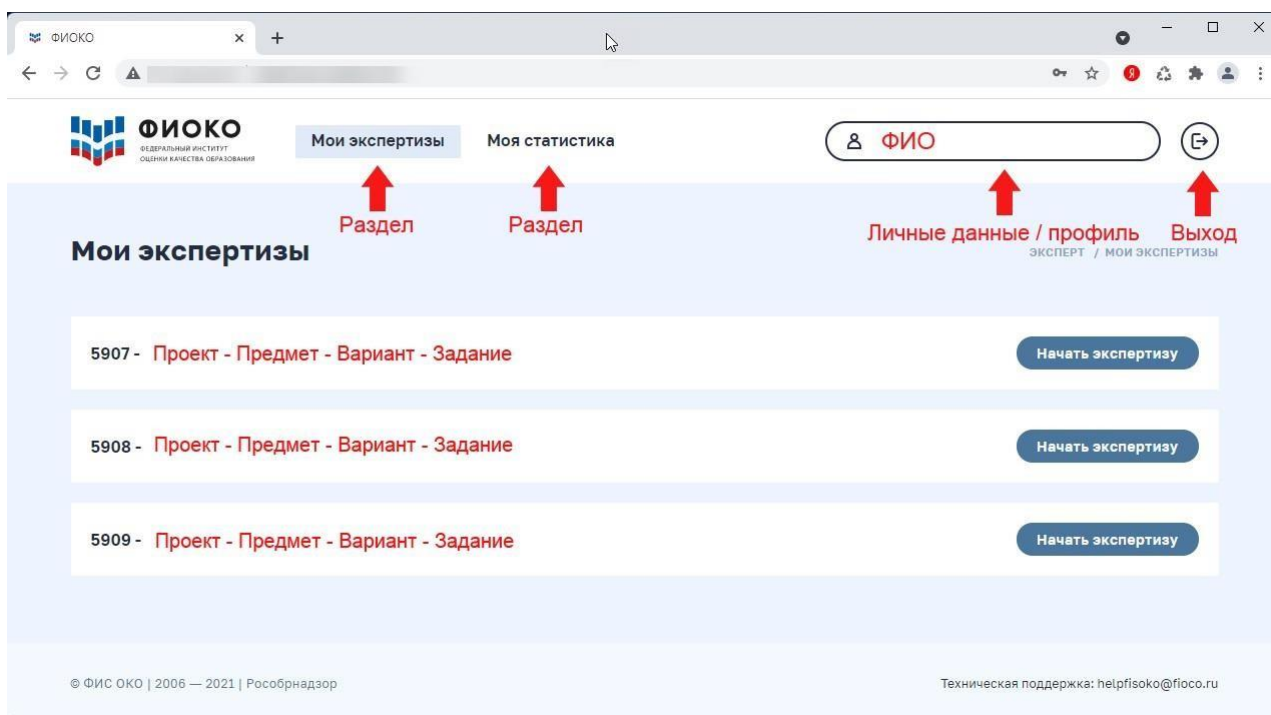 ФИОКО
ФИОКО
ФЕДЕРАЛЬНЫЙ ИНСТИТУТ
ОЦЕНКИ КАЧЕСТВА ОБРАЗОВАНИЯ
Мои экспертизы
Моя статистика
ФИО
Раздел
Раздел
Личные данные / профиль
Выход
Мои экспертизы
ЭКСПЕРТ / МОИ ЭКСПЕРТИЗЫ
5907 - Проект - Предмет - Вариант - Задание
Начать экспертизу
5908 - Проект - Предмет - Вариант - Задание
Начать экспертизу
5909 - Проект - Предмет - Вариант - Задание
Начать экспертизу
© ФИС ОКО | 2006 — 2021 | Рособрнадзор
Техническая поддержка: helpfisoko@fioco.ru